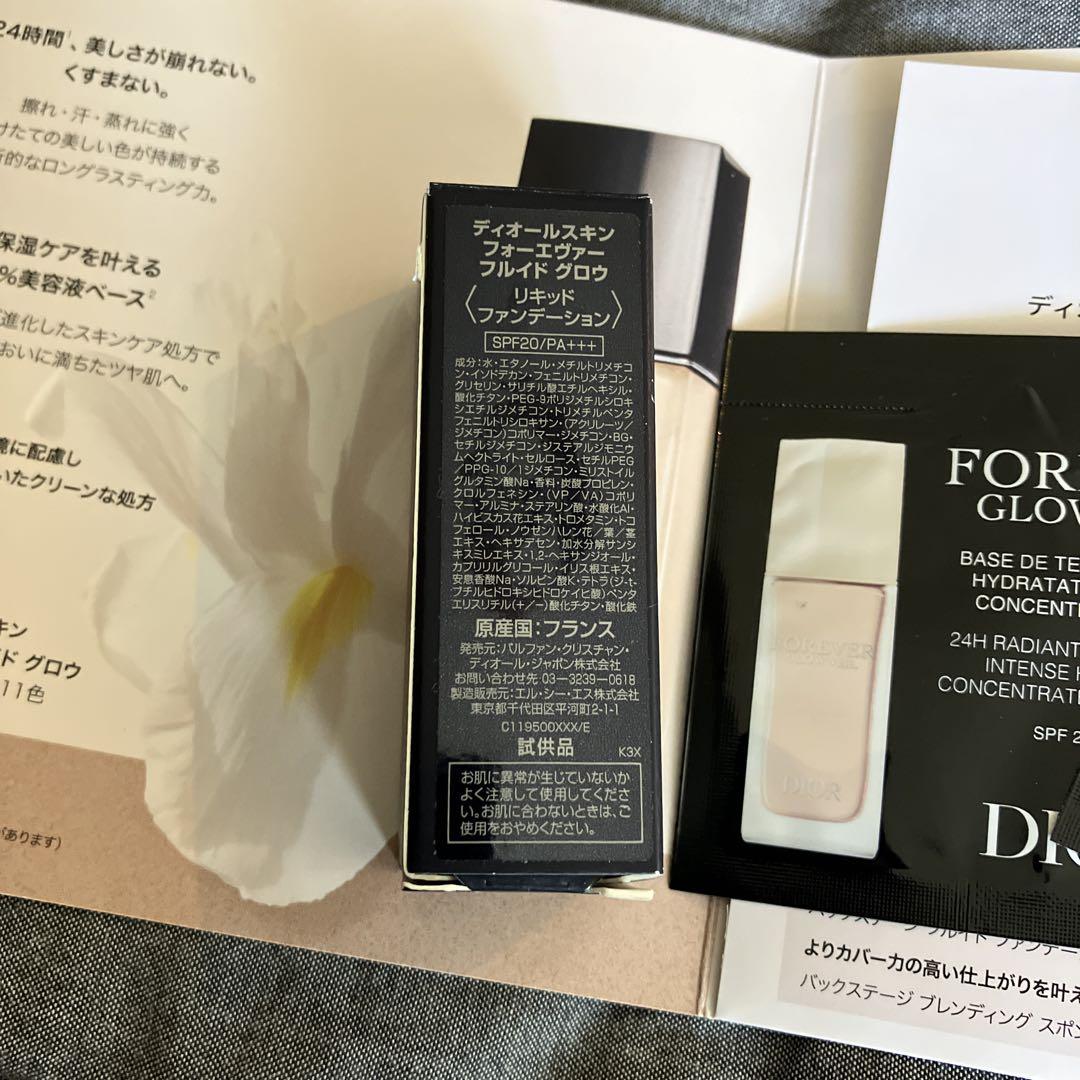 24時間¹、美しさが崩れない。
くすまない。
擦れ・汗・蒸れに強く
けたての美しい色が持続する
的なロングラスティング力。
保湿ケアを叶える
%美容液ベース²
進化したスキンケア処方で
おいに満ちたツヤ肌へ。
に配慮し
いたクリーンな処方
キン
ド グロウ
11色
があります)
ディオールスキン
フォーエヴァー
フルイド グロウ
〈リキッド
ファンデーション〉
SPF20/PA+++
成分:水・エタノール・メチルトリメチコ
ン・イソドデカン・フェニルトリメチコン・
グリセリン・サリチル酸エチルヘキシル・
酸化チタン・PEG-9ポリジメチルシロキ
シエチルジメチコン・トリメチルペンタ
フェニルトリシロキサン・(アクリレーツ/
ジメチコン)コポリマー・ジメチコン・BG・
セチルジメチコン・ジステアルジモニウ
ムヘクトライト・セルロース・セチルPEG
/PPG-10/1ジメチコン・ミリストイル
グルタミン酸Na・香料・炭酸プロピレン・
クロルフェネシン・(VP/VA)コポリ
マー・アルミナ・ステアリン酸・水酸化Al・
ハイビスカス花エキス・トロメタミン・トコ
フェロール・ノウゼンハレン花/葉/茎
エキス・ヘキサデセン・加水分解サンシ
キスミレエキス・1,2-ヘキサンジオール・
カプリリルグリコール・イリス根エキス・
安息香酸Na・ソルビン酸K・テトラ(ジ-t-
ブチルヒドロキシヒドロケイヒ酸)ペンタ
エリスリチル(+/−)酸化チタン・酸化鉄
原産国:フランス
発売元:パルファン・クリスチャン・
ディオール・ジャポン株式会社
お問い合わせ先:03-3239-0618
製造販売元:エル・シー・エス株式会社
東京都千代田区平河町2-1-1
C119500XXX/E
試供品
K3X
お肌に異常が生じていないか
よく注意して使用してくださ
い。お肌に合わないときは、ご
使用をおやめください。
ディ
FOR
GLOW
BASE DE TE
HYDRATA
CONCENT
24H RADIANT
INTENSE H
CONCENTRATE
SPF 2
FOREVER
DIOR
DI
よりカバー力の高い仕上がりを叶え
バックステージ ブレンディング スポン